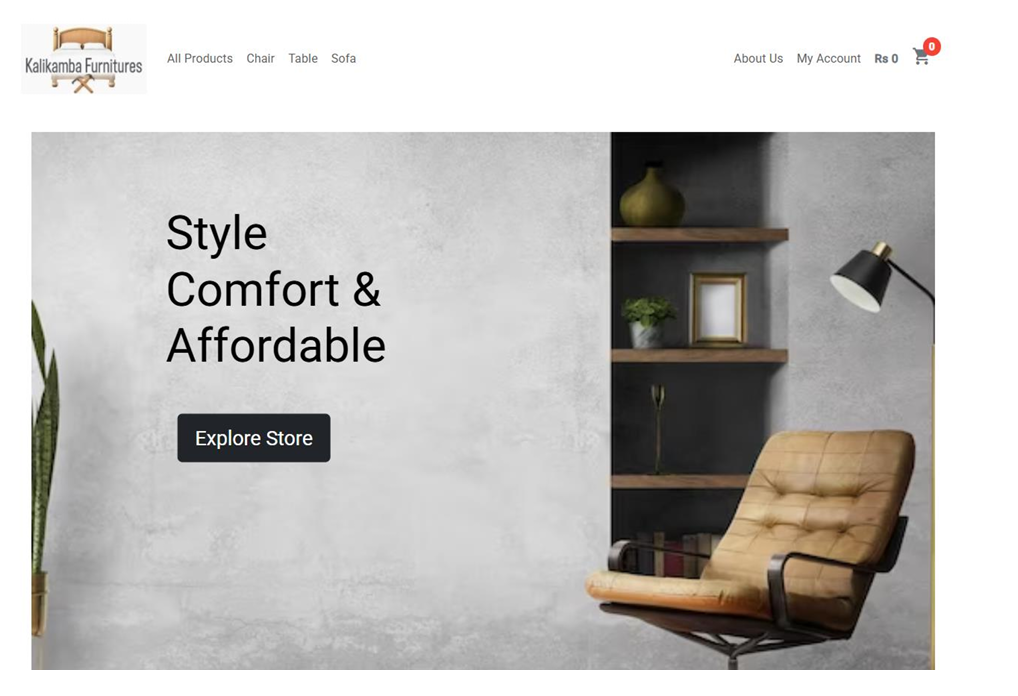 Kalikamba Furnitures
All Products Chair Table Sofa
About Us My Account Rs 0 0
Style
Comfort &
Affordable
Explore Store